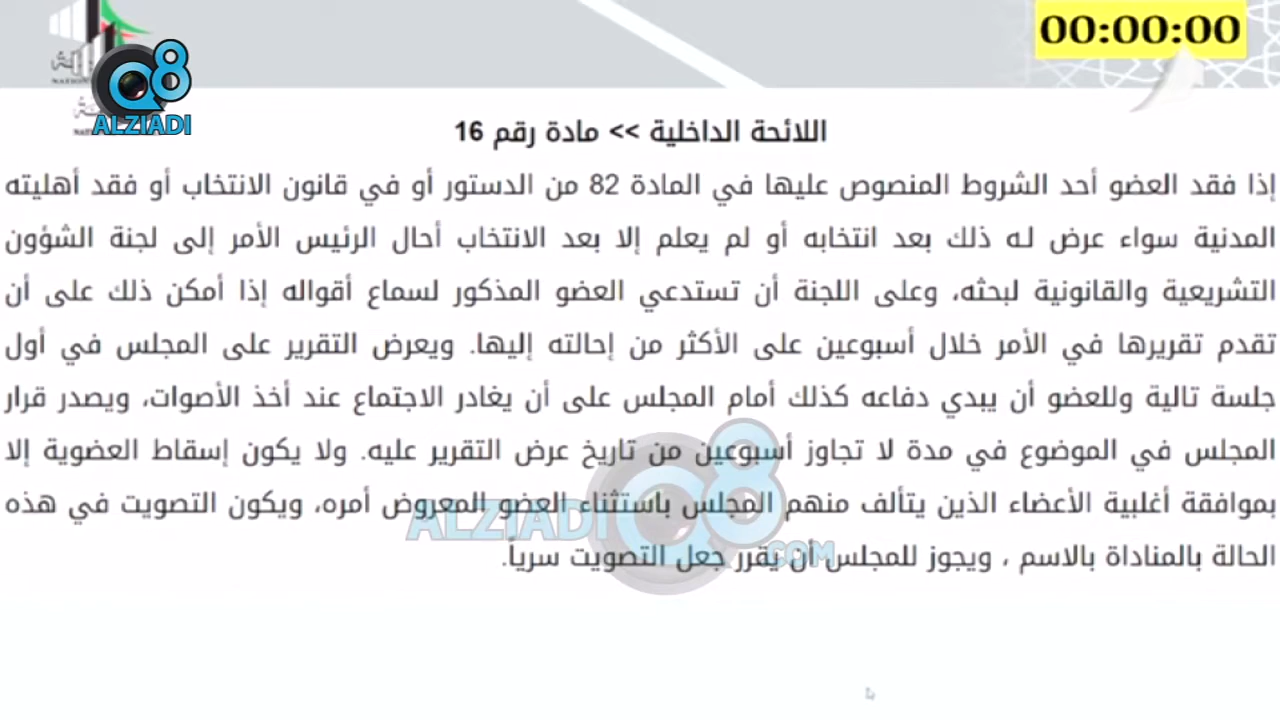 00:00:00
Q8
ALZIADI
اللائحة الداخلية >> مادة رقم 16
إذا فقد العضو أحد الشروط المنصوص عليها في المادة 82 من الدستور أو في قانون الانتخاب أو فقد أهليته
المدنية سواء عرض له ذلك بعد انتخابه أو لم يعلم إلا بعد الانتخاب أحال الرئيس الأمر إلى لجنة الشؤون
التشريعية والقانونية لبحثه، وعلى اللجنة أن تستدعي العضو المذكور لسماع أقواله إذا أمكن ذلك على أن
تقدم تقريرها في الأمر خلال أسبوعين على الأكثر من إحالته إليها. ويعرض التقرير على المجلس في أول
جلسة تالية وللعضو أن يبدي دفاعه كذلك أمام المجلس على أن يغادر الاجتماع عند أخذ الأصوات، ويصدر قرار
المجلس في الموضوع في مدة لا تجاوز أسبوعين من تاريخ عرض التقرير عليه. ولا يكون إسقاط العضوية إلا
بموافقة أغلبية الأعضاء الذين يتألف منهم المجلس باستثناء العضو المعروض أمره، ويكون التصويت في هذه
الحالة بالمناداة بالاسم ، ويجوز للمجلس أن يقرر جعل التصويت سرياً.
ALZIADIQ8
.COM